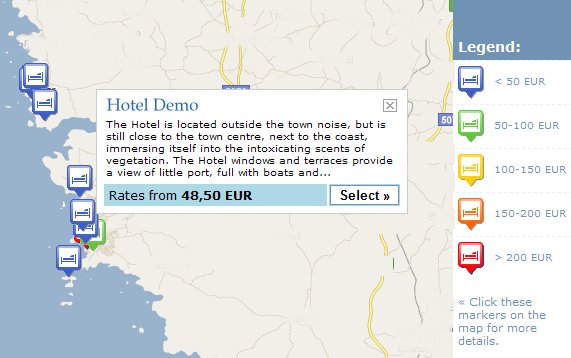 Legend:
< 50 EUR
50-100 EUR
100-150 EUR
150-200 EUR
> 200 EUR
« Click these
markers on the
map for more
details.
Hotel Demo
The Hotel is located outside the town noise, but is
still close to the town centre, next to the coast,
immersing itself into the intoxicating scents of
vegetation. The Hotel windows and terraces provide
a view of little port, full with boats and...
Rates from 48,50 EUR
Select »